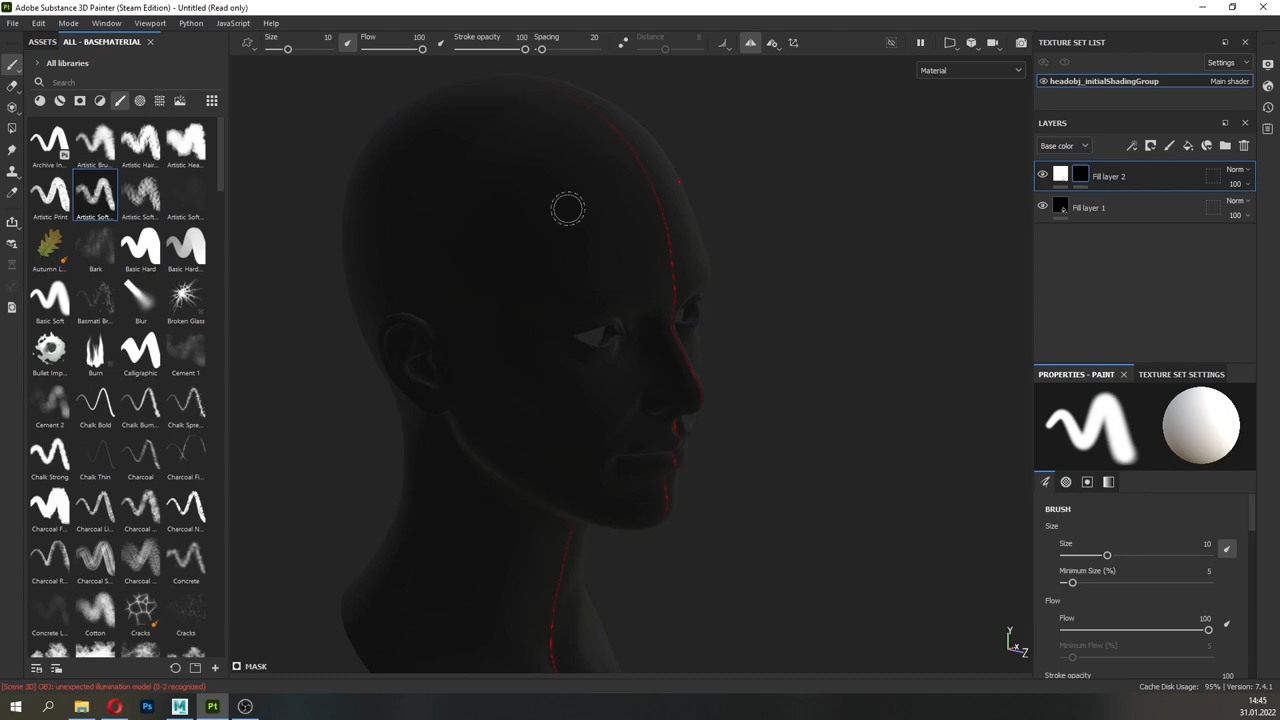 Adobe Substance 3D Painter (Steam Edition) - Untitled (Read only)
File Edit Mode Window Viewport Python JavaScript Help
ASSETS ALL - BASEMATERIAL
Size 10 Flow 100 Stroke opacity 100 Spacing 20 Distance 8
All libraries
Search
Material
Archive In... Artistic Bru... Artistic Hair... Artistic Hea...
Artistic Print Artistic Soft... Artistic Soft... Artistic Soft...
Autumn L... Bark Basic Hard Basic Hard...
Basic Soft Basmati Br... Blur Broken Glass
Bullet Imp... Burn Calligraphic Cement 1
Cement 2 Chalk Bold Chalk Bum... Chalk Spre...
Chalk Strong Chalk Thin Charcoal Charcoal Fi...
Charcoal F... Charcoal Li... Charcoal ... Charcoal N...
Charcoal R... Charcoal S... Charcoal ... Concrete
Concrete L... Cotton Cracks Cracks
MASK
Y
X
Z
TEXTURE SET LIST
Settings
headobj_initialShadingGroup Main shader
LAYERS
Base color
Fill layer 2 Norm 100
Fill layer 1 Norm 100
PROPERTIES - PAINT TEXTURE SET SETTINGS
BRUSH
Size
Size 10
Minimum Size (%) 5
Flow
Flow 100
Minimum Flow (%) 5
Stroke opacity 100
[Scene 3D] OBJ: unexpected illumination model (0-2 recognized)
Cache Disk Usage: 95% | Version: 7.4.1
Ps
Pt
14:45
31.01.2022